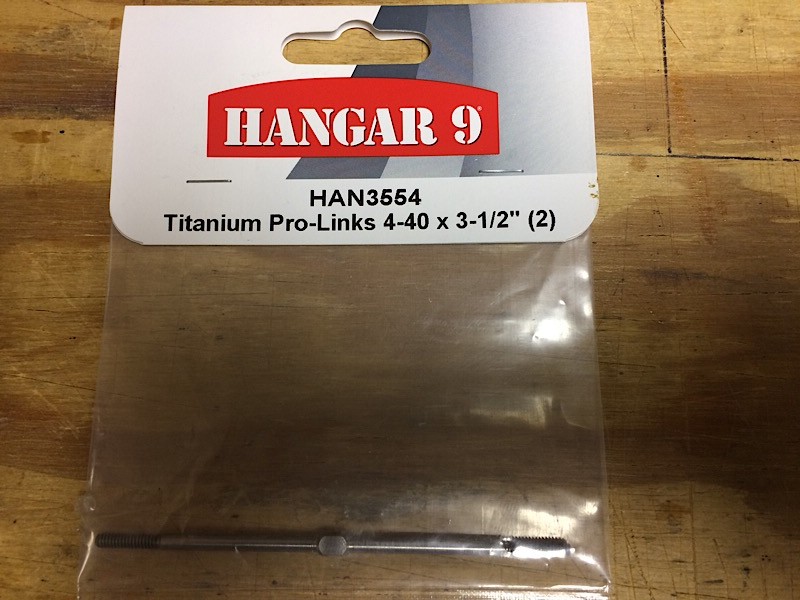 HANGAR 9
HAN3554
Titanium Pro-Links 4-40 x 3-1/2" (2)